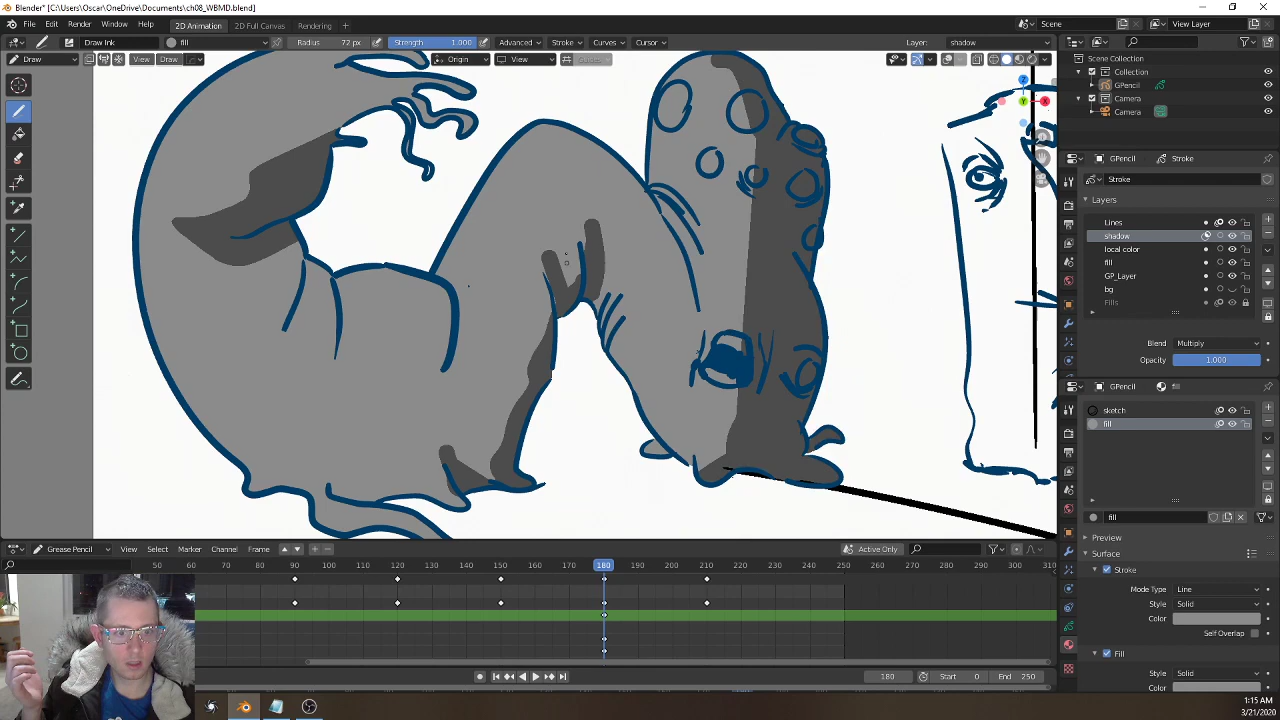 Blender* [C:\Users\Oscar\OneDrive\Documents\ch08_WBMD.blend]
File Edit Render Window Help 2D Animation 2D Full Canvas Rendering + Scene View Layer
Draw Ink fill Radius 72 px Strength 1.000 Advanced Stroke Curves Cursor Layer: shadow
Draw View Draw Origin View Guides
Scene Collection
Collection
GPencil
Camera
Camera
Z
Y
X
GPencil Stroke
Stroke
Layers
Lines
shadow
local color
fill
GP_Layer
bg
Fills
Blend Multiply
Opacity 1.000
GPencil
sketch
fill
fill
Preview
Surface
Stroke
Mode Type Line
Style Solid
Color
Self Overlap
Fill
Style Solid
Color
Grease Pencil View Select Marker Channel Frame Active Only
50 60 70 80 90 100 110 120 130 140 150 160 170 180 190 200 210 220 230 240 250 260 270 280 290 300 310
180 Start 0 End 250
1:15 AM
3/21/2020